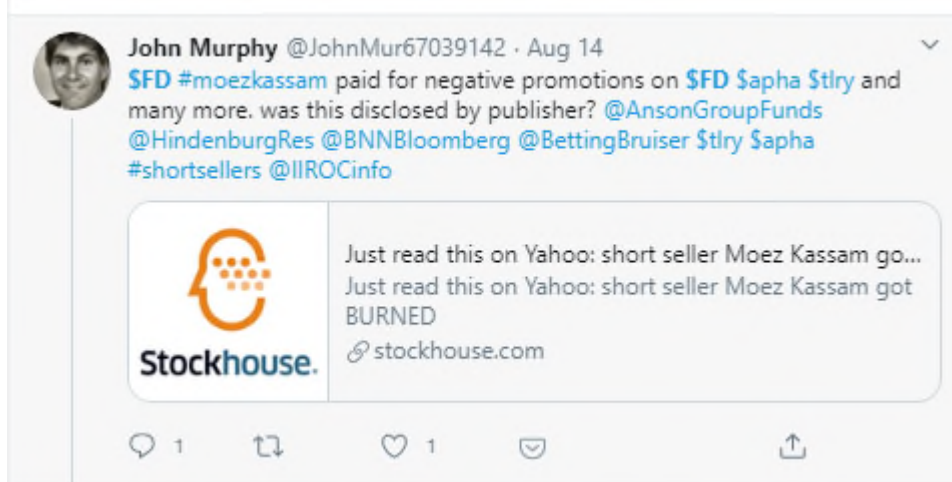 John Murphy @JohnMur67039142 · Aug 14
$FD #moezkassam paid for negative promotions on $FD $apha $tlry and
many more. was this disclosed by publisher? @AnsonGroupFunds
@HindenburgRes @BNNBloomberg @BettingBruiser $tlry $apha
#shortsellers @IIROCinfo
Stockhouse.
Just read this on Yahoo: short seller Moez Kassam go...
Just read this on Yahoo: short seller Moez Kassam got
BURNED
stockhouse.com
1
1